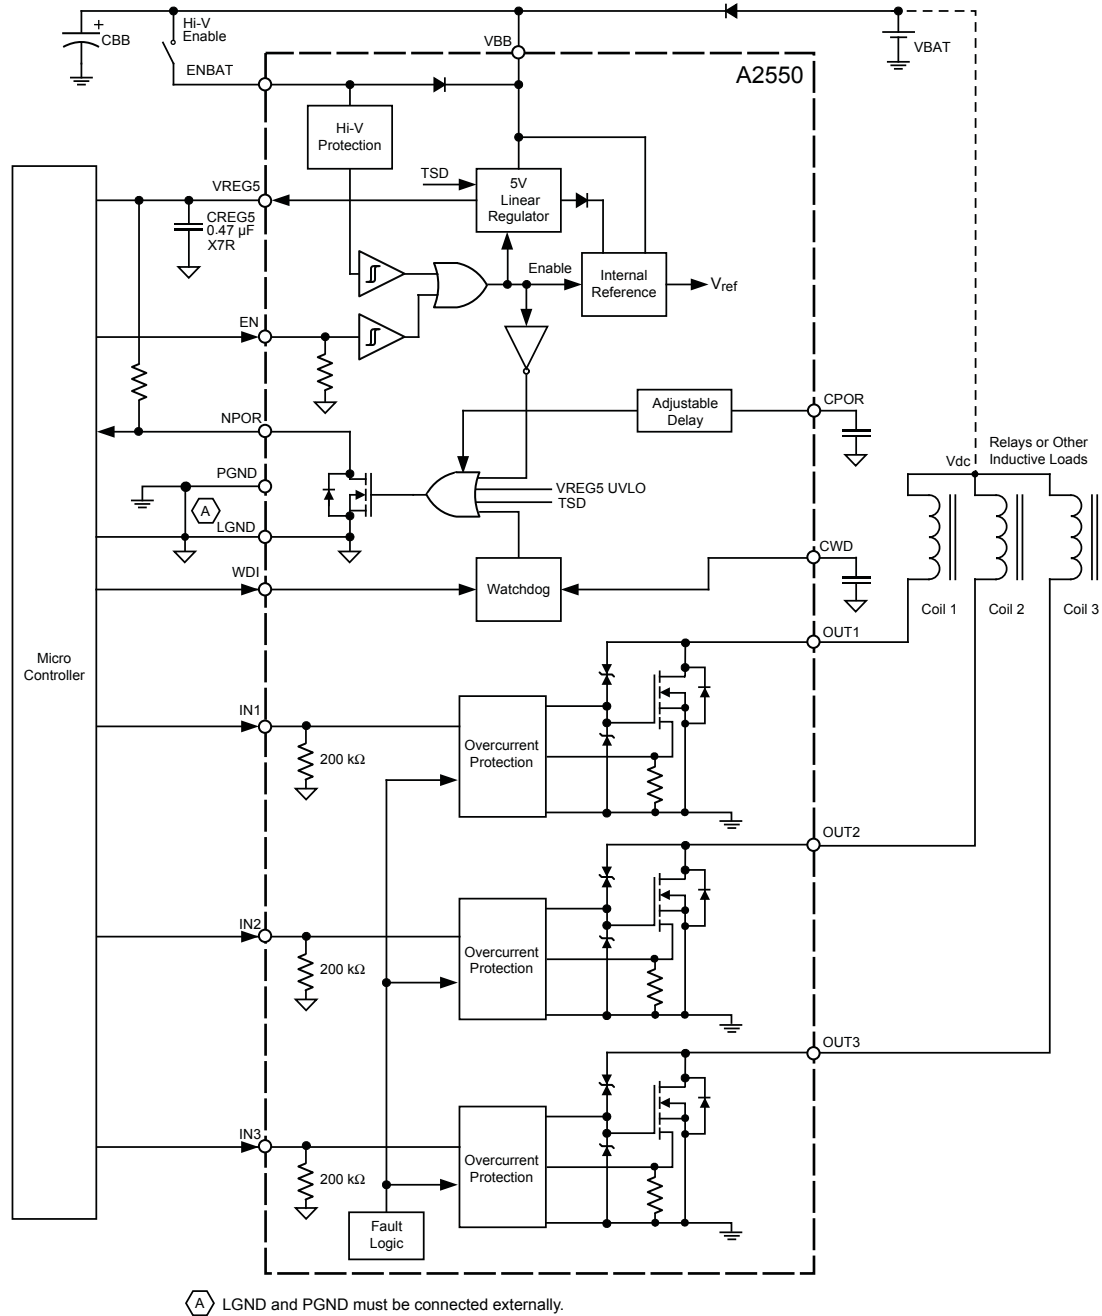 Hi-V
Enable
+
CBB
ENBAT
VBB
VBAT
A2550
Hi-V
Protection
TSD
5V
Linear
Regulator
VREG5
CREG5
0.47 µF
X7R
Enable
Internal
Reference
Vref
EN
NPOR
Adjustable
Delay
CPOR
PGND
A
LGND
VREG5 UVLO
TSD
Vdc
Relays or Other
Inductive Loads
WDI
Watchdog
CWD
Coil 1
Coil 2
Coil 3
OUT1
Micro
Controller
IN1
200 kΩ
Overcurrent
Protection
OUT2
IN2
200 kΩ
Overcurrent
Protection
OUT3
IN3
200 kΩ
Overcurrent
Protection
Fault
Logic
A LGND and PGND must be connected externally.